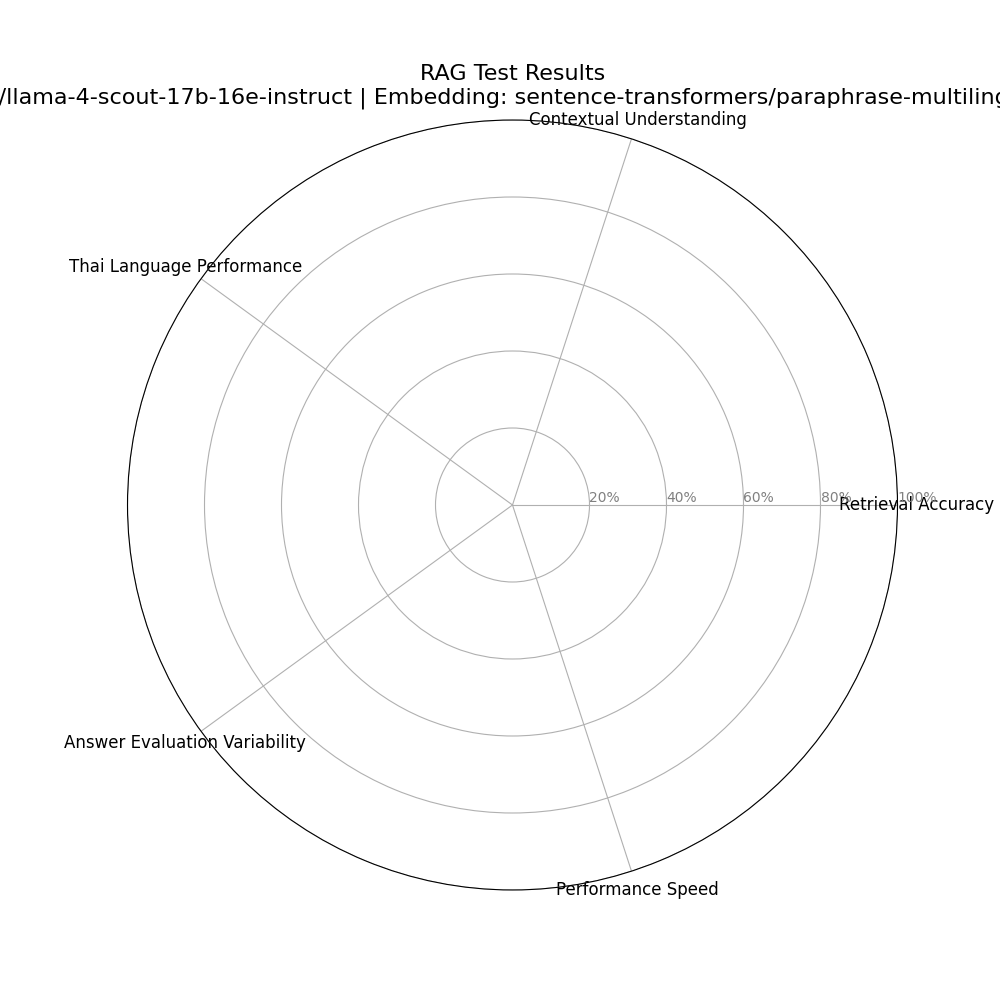 RAG Test Results
/llama-4-scout-17b-16e-instruct | Embedding: sentence-transformers/paraphrase-multiling
Contextual Understanding
Thai Language Performance
20% 40% 60% 80% 100%
Retrieval Accuracy
Answer Evaluation Variability
Performance Speed